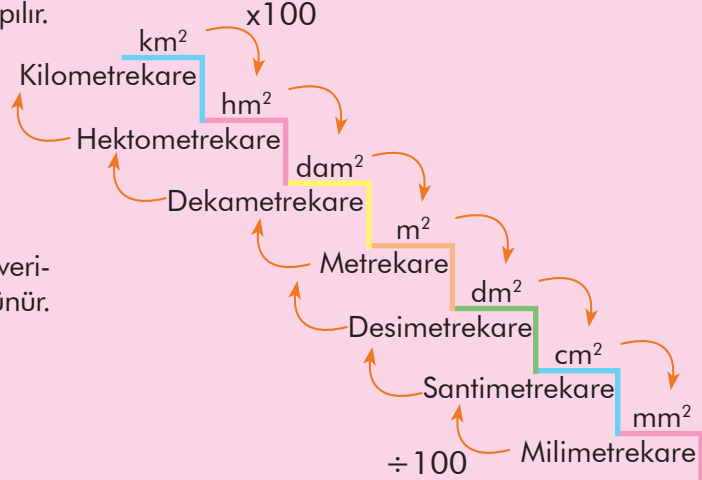 pılır.
x100
km²
Kilometrekare
hm²
Hektometrekare
dam²
Dekametrekare
m²
Metrekare
dm²
Desimetrekare
cm²
Santimetrekare
mm²
Milimetrekare
÷100
veri-
ünür.